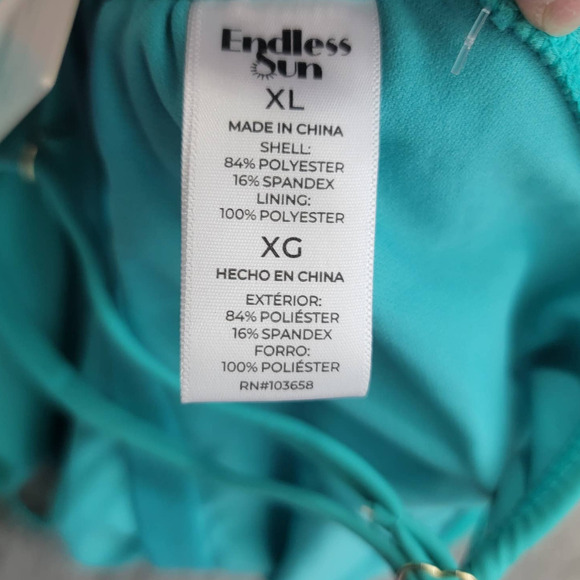 Endless
Sun
XL
MADE IN CHINA
SHELL:
84% POLYESTER
16% SPANDEX
LINING:
100% POLYESTER
XG
HECHO EN CHINA
EXTÉRIOR:
84% POLIÉSTER
16% SPANDEX
FORRO:
100% POLIÉSTER
RN#103658